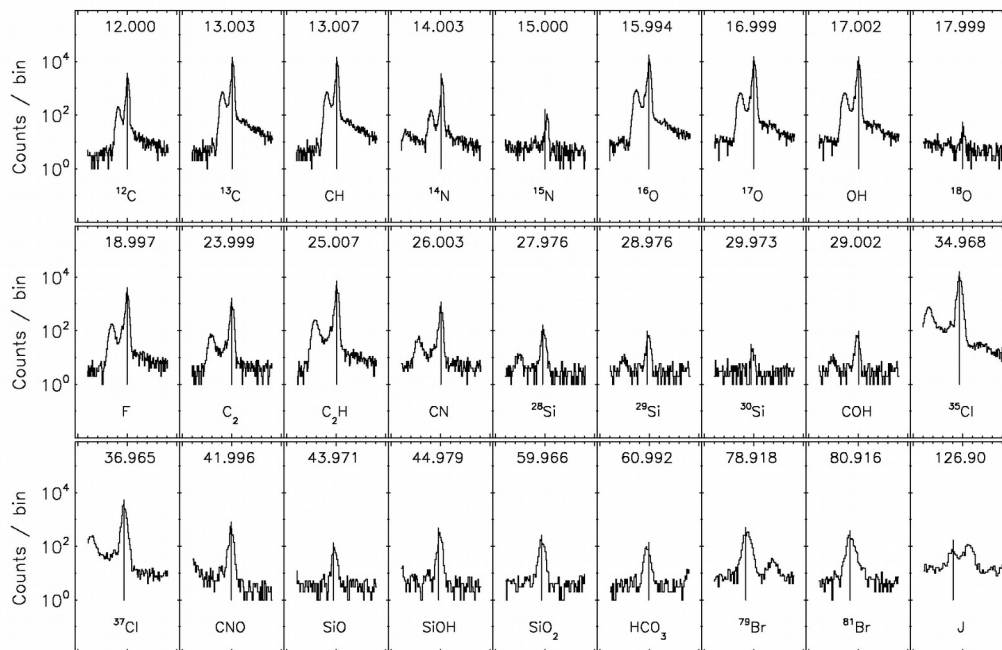 12.000 13.003 13.007 14.003 15.000 15.994 16.999 17.002 17.999
Counts / bin
10⁴
10²
10⁰
¹²C ¹³C CH ¹⁴N ¹⁵N ¹⁶O ¹⁷O OH ¹⁸O
18.997 23.999 25.007 26.003 27.976 28.976 29.973 29.002 34.968
Counts / bin
10⁴
10²
10⁰
F C₂ C₂H CN ²⁸Si ²⁹Si ³⁰Si COH ³⁵Cl
36.965 41.996 43.971 44.979 59.966 60.992 78.918 80.916 126.90
Counts / bin
10⁴
10²
10⁰
³⁷Cl CNO SiO SiOH SiO₂ HCO₃ ⁷⁹Br ⁸¹Br J